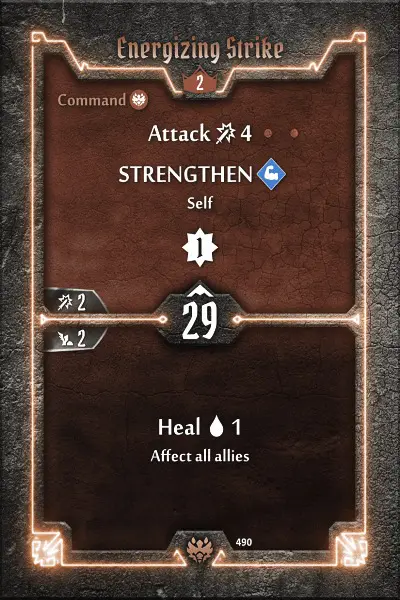 Energizing Strike
2
Command
Attack 4
STRENGTHEN
Self
1
2
29
2
Heal 1
Affect all allies
490